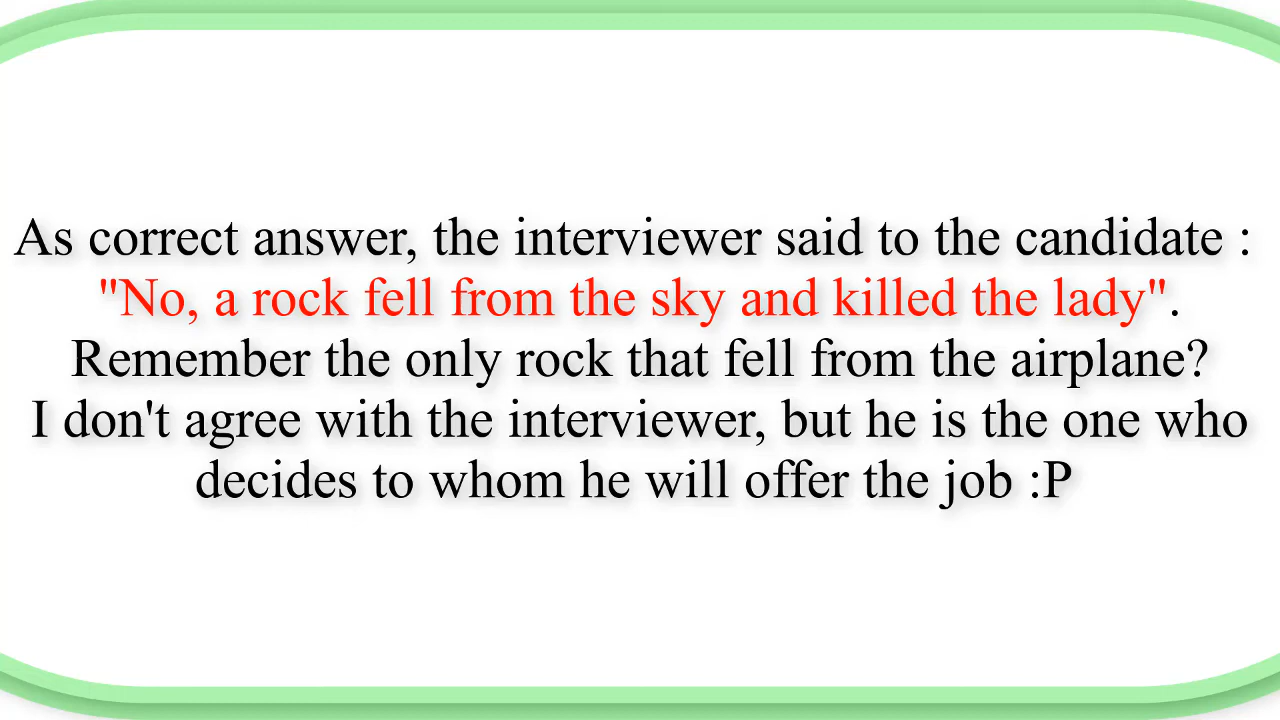 As correct answer, the interviewer said to the candidate :
"No, a rock fell from the sky and killed the lady".
Remember the only rock that fell from the airplane?
I don't agree with the interviewer, but he is the one who
decides to whom he will offer the job :P